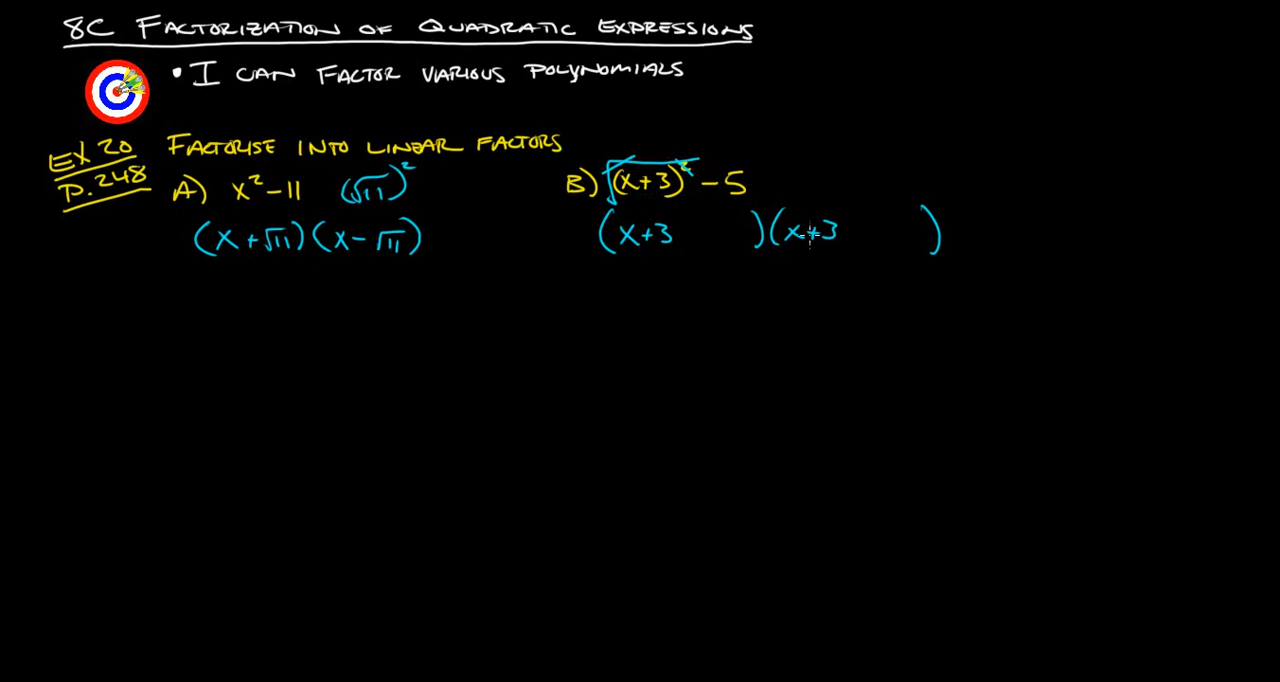 8C FACTORIZATION OF QUADRATIC EXPRESSIONS
• I CAN FACTOR VARIOUS POLYNOMIALS
EX 20 FACTORISE INTO LINEAR FACTORS
P. 248
A) x² - 11 (√11)²
(x + √11)(x - √11)
B) √(x+3)² - 5
(x+3 )(x+3 )